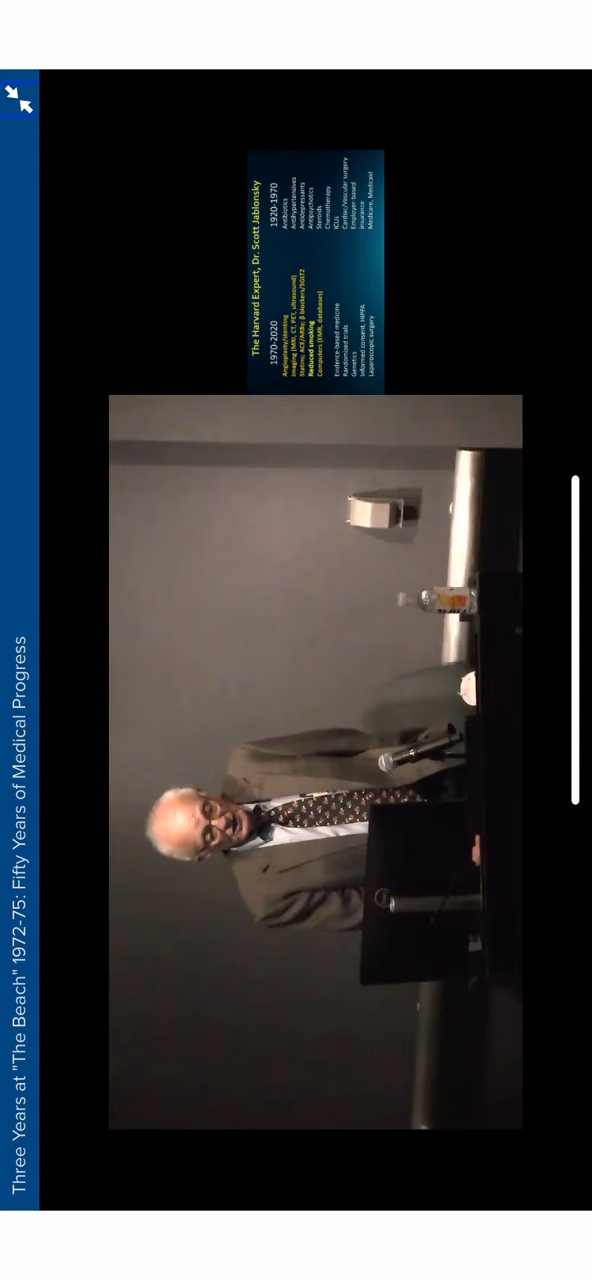 Three Years at "The Beach" 1972-75: Fifty Years of Medical Progress
The Harvard Expert, Dr. Scott Jablonsky
1970-2020
Angioplasty/stenting
Imaging (MRI, CT, PET, ultrasound)
Statins; ACE/ARBs; β blockers/SGLT2
Reduced smoking
Computers (EMR, databases)
Evidence-based medicine
Randomized trials
Genetics
Informed consent, HIPPA
Laparoscopic surgery
1920-1970
Antibiotics
Antihypertensives
Antidepressants
Antipsychotics
Steroids
Chemotherapy
ICUs
Cardiac/Vascular surgery
Employer-based
insurance
Medicare, Medicaid